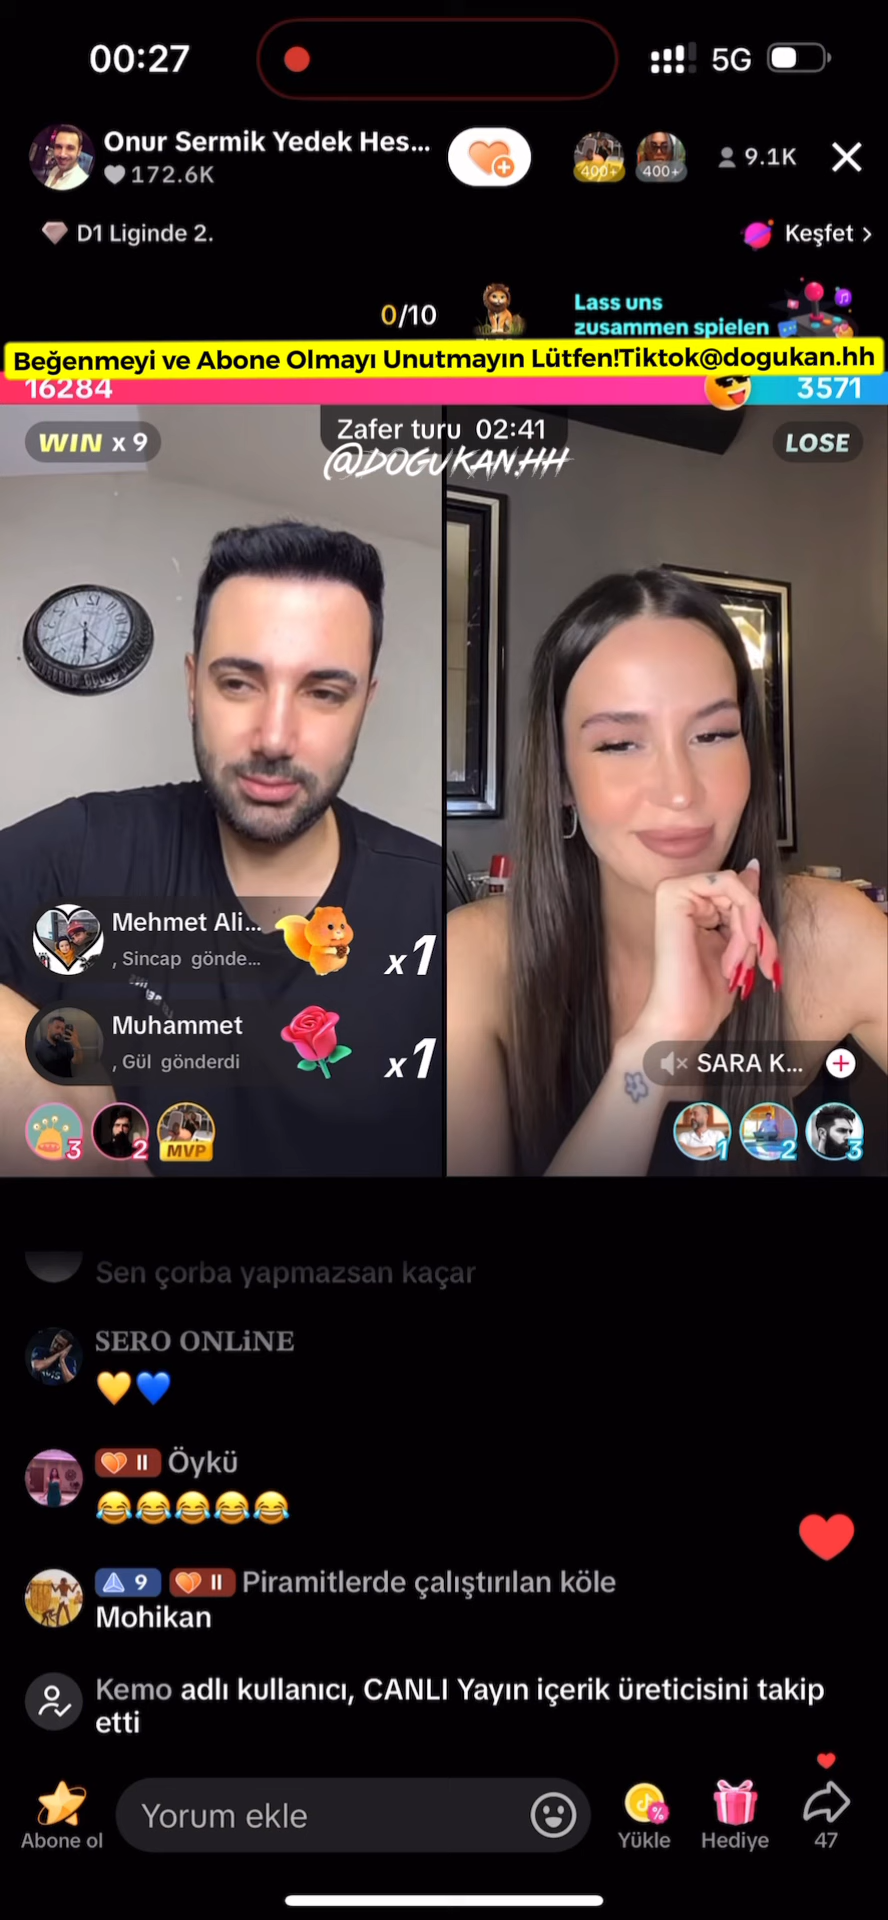 00:27
5G
Onur Sermik Yedek Hes...
172.6K
400+
400+
9.1K
D1 Liginde 2.
Keşfet >
0/10
Lass uns
zusammen spielen
Beğenmeyi ve Abone Olmayı Unutmayın Lütfen!Tiktok@dogukan.hh
16284
3571
WIN x 9
Zafer turu 02:41
LOSE
@DOGUKAN.HH
Mehmet Ali...
, Sincap gönde...
x1
Muhammet
, Gül gönderdi
x1
SARA K...
3
2
MVP
1
2
3
Sen çorba yapmazsan kaçar
SERO ONLiNE
💛💙
II Öykü
😂😂😂😂😂
9 II Piramitlerde çalıştırılan köle
Mohikan
Kemo adlı kullanıcı, CANLI Yayın içerik üreticisini takip
etti
Abone ol
Yorum ekle
Yükle
Hediye
47